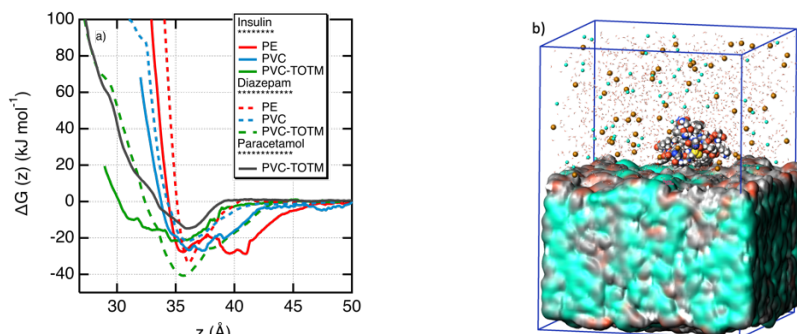 a)
ΔG (z) (kJ mol⁻¹)
100
80
60
40
20
0
-20
-40
Insulin
********
PE
PVC
PVC-TOTM
Diazepam
************
PE
PVC
PVC-TOTM
Paracetamol
************
PVC-TOTM
30
35
40
45
50
z (Å)
b)